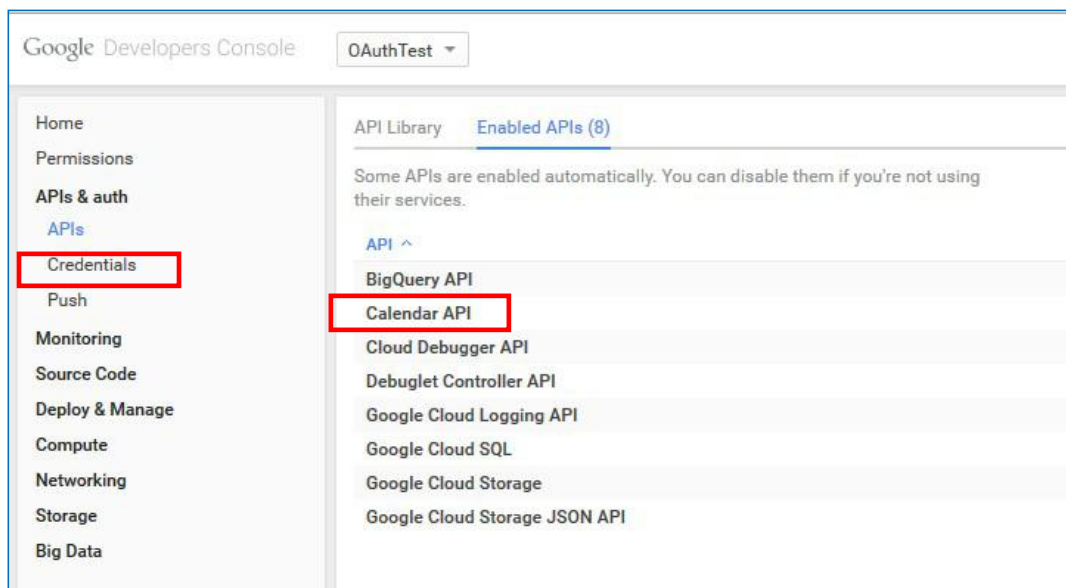 Google Developers Console
OAuthTest
Home
Permissions
APIs & auth
APIs
Credentials
Push
Monitoring
Source Code
Deploy & Manage
Compute
Networking
Storage
Big Data
API Library
Enabled APIs (8)
Some APIs are enabled automatically. You can disable them if you're not using
their services.
API
BigQuery API
Calendar API
Cloud Debugger API
Debuglet Controller API
Google Cloud Logging API
Google Cloud SQL
Google Cloud Storage
Google Cloud Storage JSON API